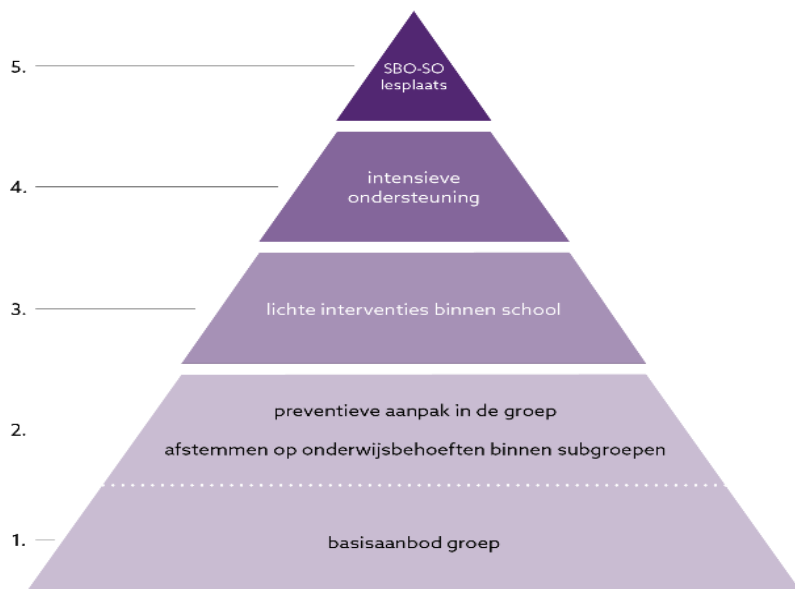 5.
SBO-SO
lesplaats
4.
intensieve
ondersteuning
3.
lichte interventies binnen school
2.
preventieve aanpak in de groep
afstemmen op onderwijsbehoeften binnen subgroepen
1.
basisaanbod groep